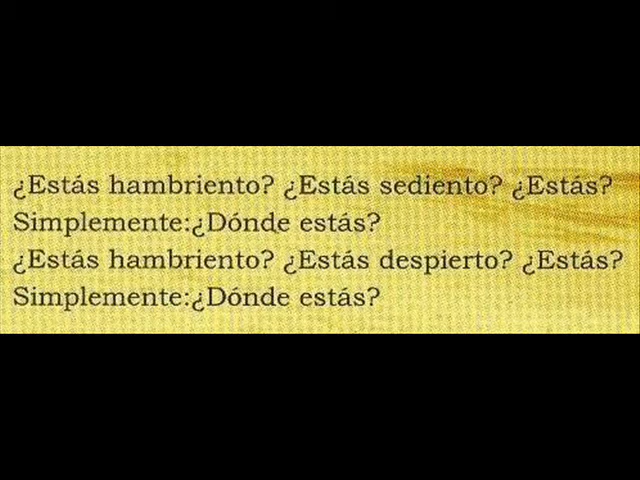 ¿Estás hambriento? ¿Estás sediento? ¿Estás?
Simplemente:¿Dónde estás?
¿Estás hambriento? ¿Estás despierto? ¿Estás?
Simplemente:¿Dónde estás?